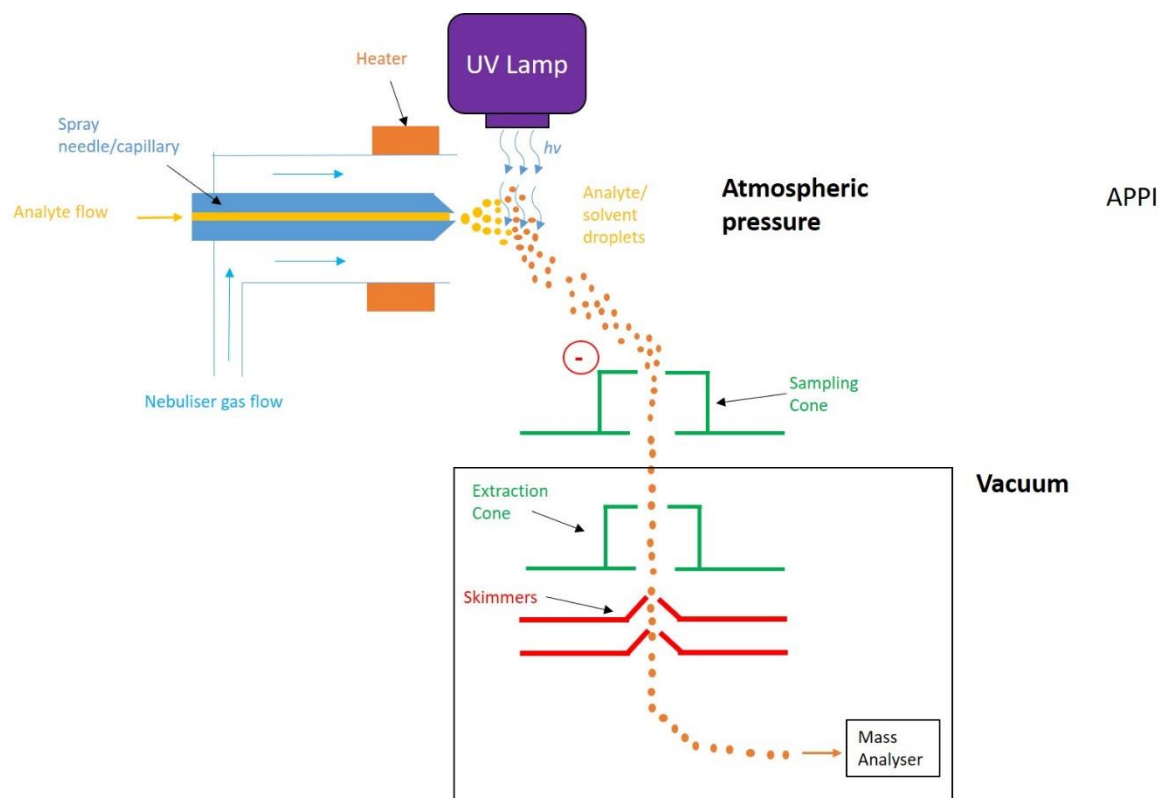 UV Lamp
Heater
Spray
needle/capillary
hv
Analyte flow
Analyte/
solvent
droplets
Atmospheric
pressure
APPI
Nebuliser gas flow
-
Sampling
Cone
Vacuum
Extraction
Cone
Skimmers
Mass
Analyser